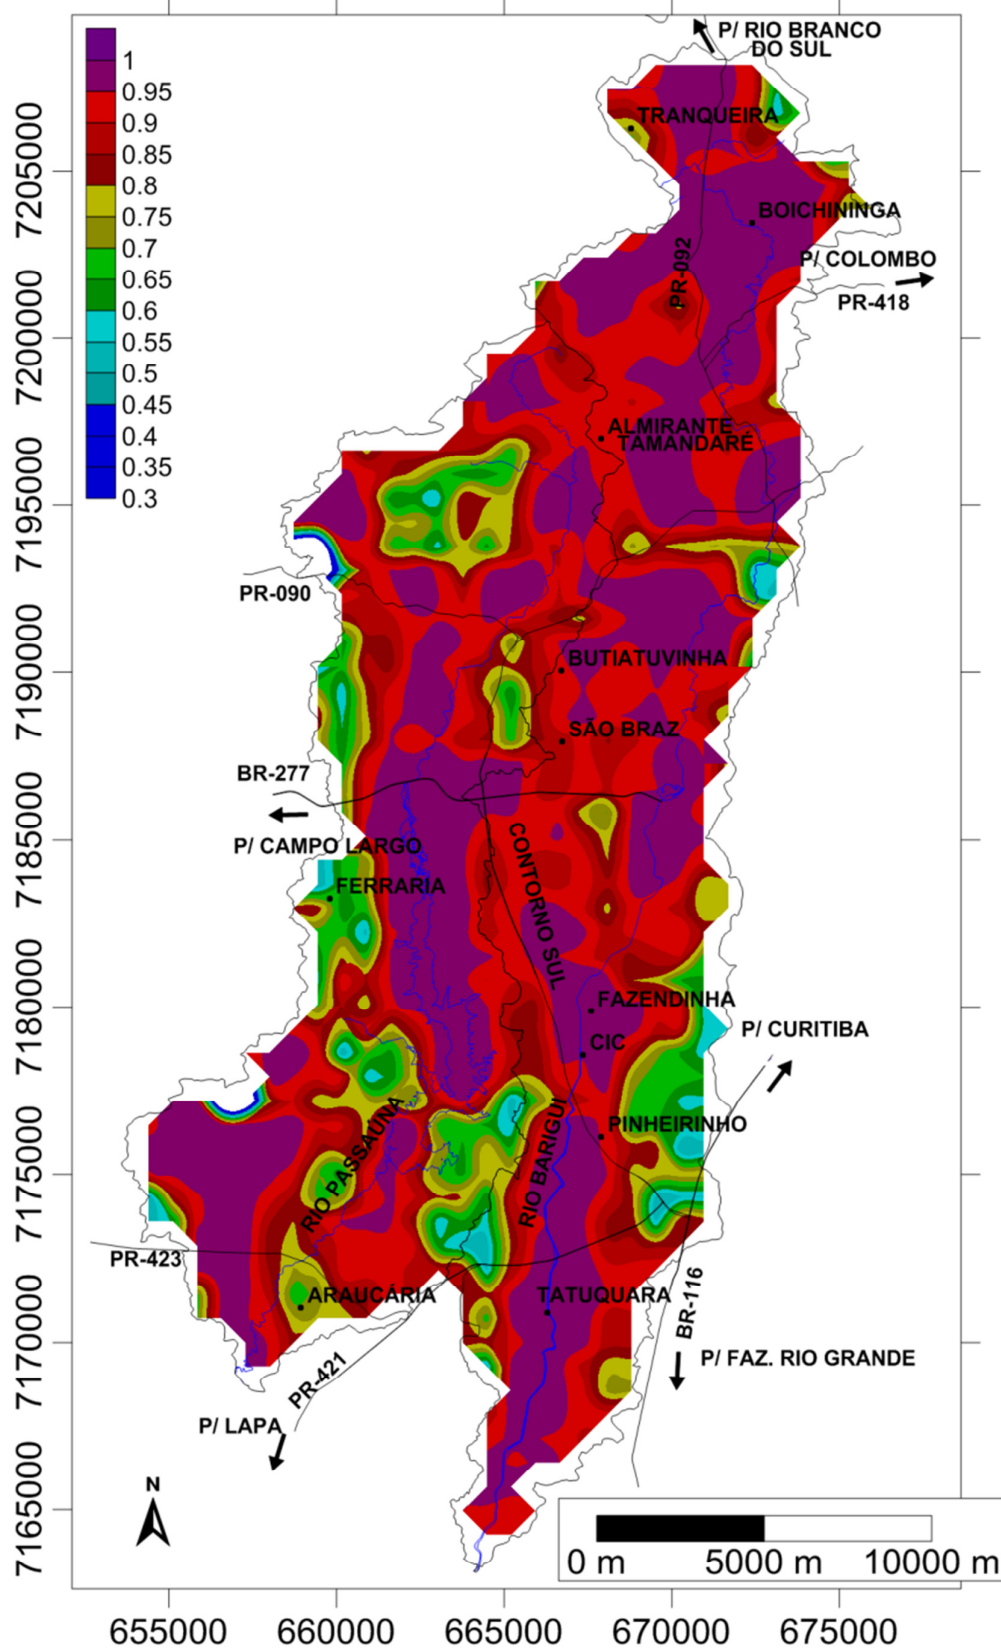 P/ RIO BRANCO
DO SUL
1
0.95
0.9
0.85
0.8
0.75
0.7
0.65
0.6
0.55
0.5
0.45
0.4
0.35
0.3
TRANQUEIRA
BOICHININGA
P/ COLOMBO
PR-092
PR-418
ALMIRANTE
TAMANDARÉ
PR-090
BUTIATUVINHA
SÃO BRAZ
BR-277
P/ CAMPO LARGO
CONTORNO SUL
FERRARIA
FAZENDINHA
CIC
P/ CURITIBA
RIO PASSAÚNA
RIO BARIGUI
PINHEIRINHO
PR-423
ARAUCÁRIA
TATUQUARA
BR-116
P/ FAZ. RIO GRANDE
PR-421
P/ LAPA
N
0 m 5000 m 10000 m
7205000
7200000
7195000
7190000
7185000
7180000
7175000
7170000
7165000
655000 660000 665000 670000 675000